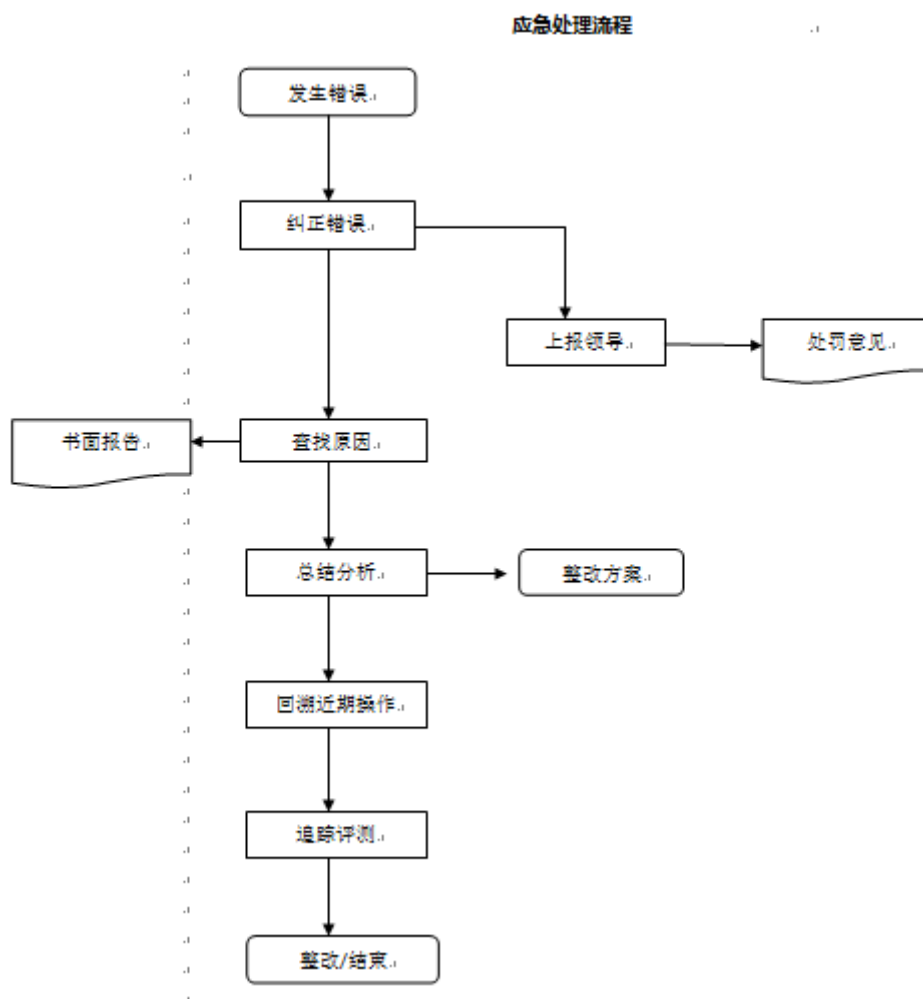 应急处理流程
发生错误
纠正错误
上报领导
处罚意见
书面报告
查找原因
总结分析
整改方案
回溯近期操作
追踪评测
整改/结束